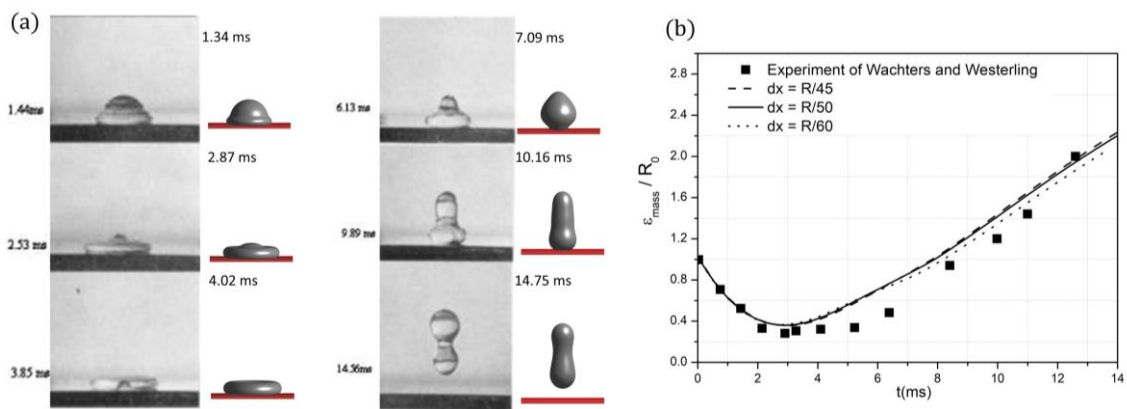 (a)
1.34 ms
1.44ms
2.87 ms
2.53 ms
4.02 ms
3.85 ms
7.09 ms
6.13 ms
10.16 ms
9.89 ms
14.75 ms
14.56ms
(b)
2.8
2.4
2.0
1.6
1.2
0.8
0.4
0.0
ε_mass / R_0
Experiment of Wachters and Westerling
dx = R/45
dx = R/50
dx = R/60
0 2 4 6 8 10 12 14
t(ms)